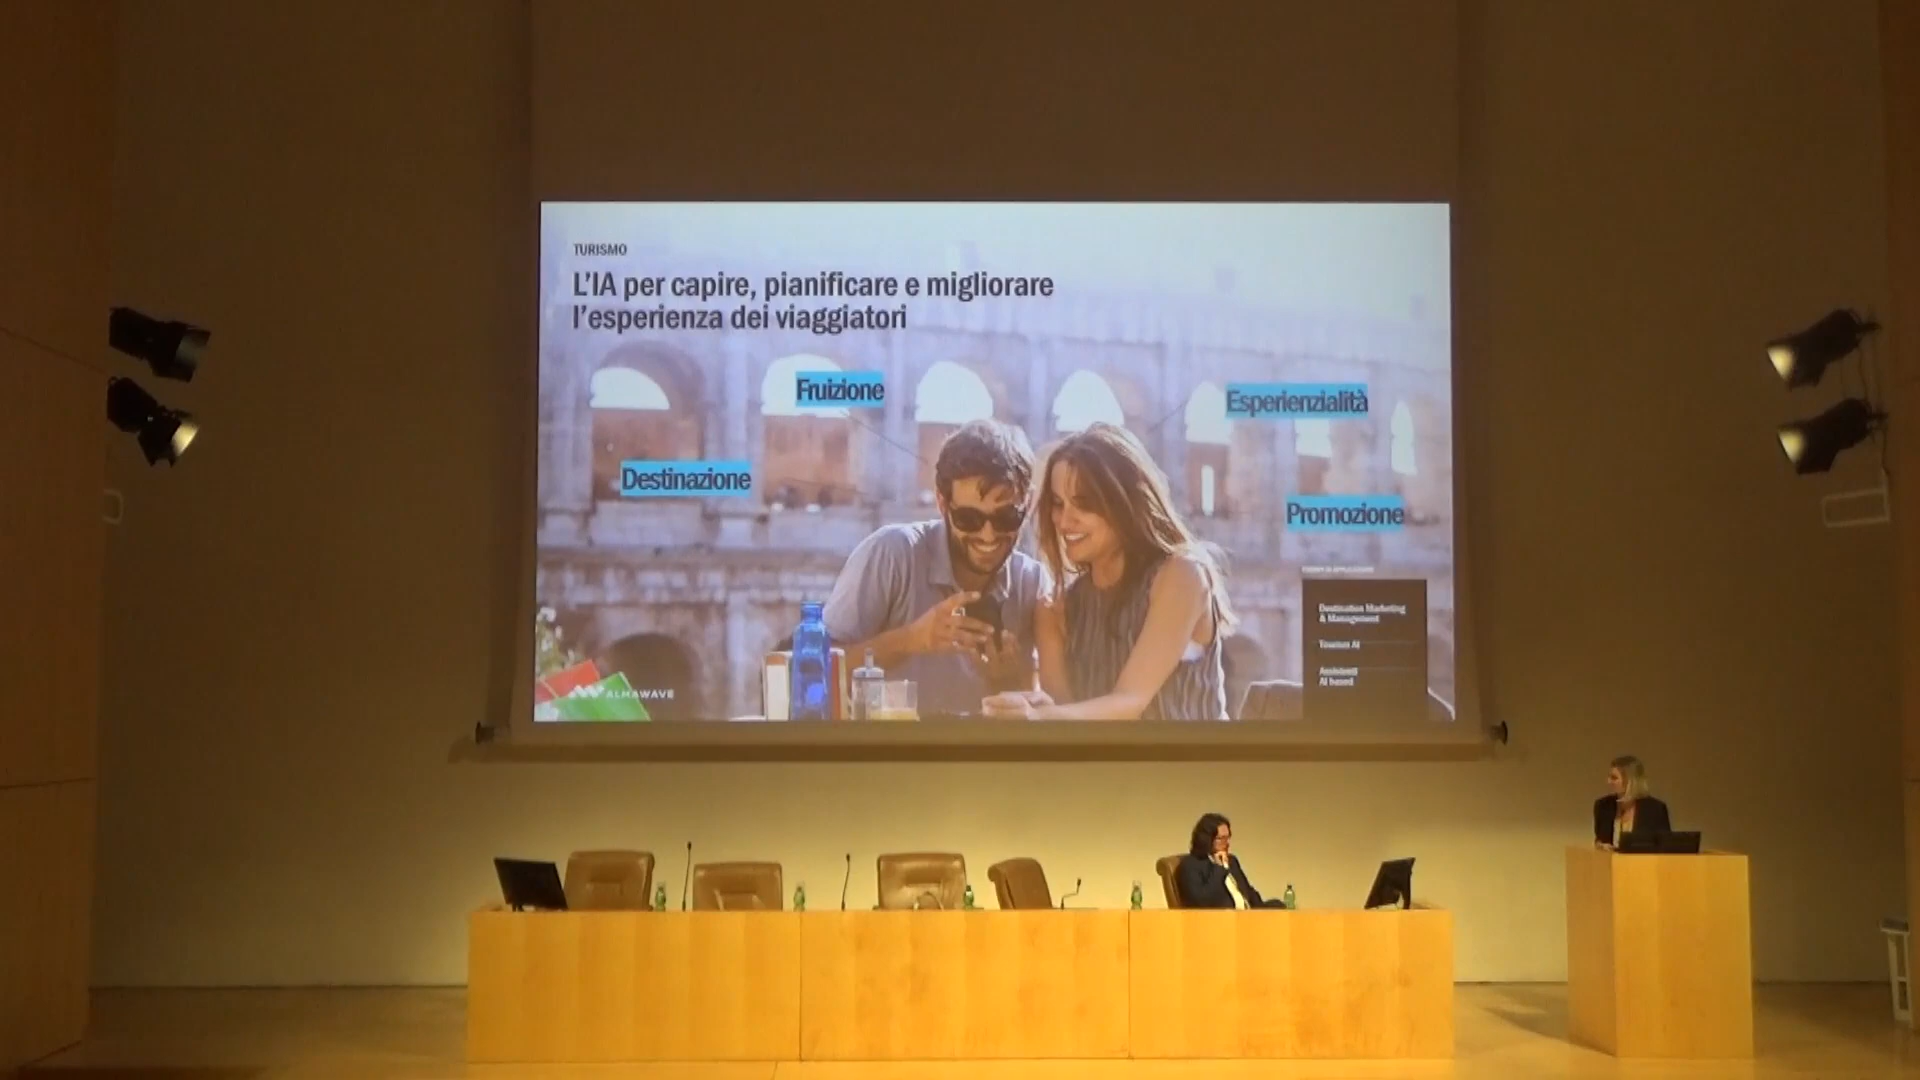 TURISMO
L'IA per capire, pianificare e migliorare
l'esperienza dei viaggiatori
Fruizione
Esperienzialità
Destinazione
Promozione
Destination Marketing
& Management
Tourism AI
Assistenti
AI based
ALMAWAVE